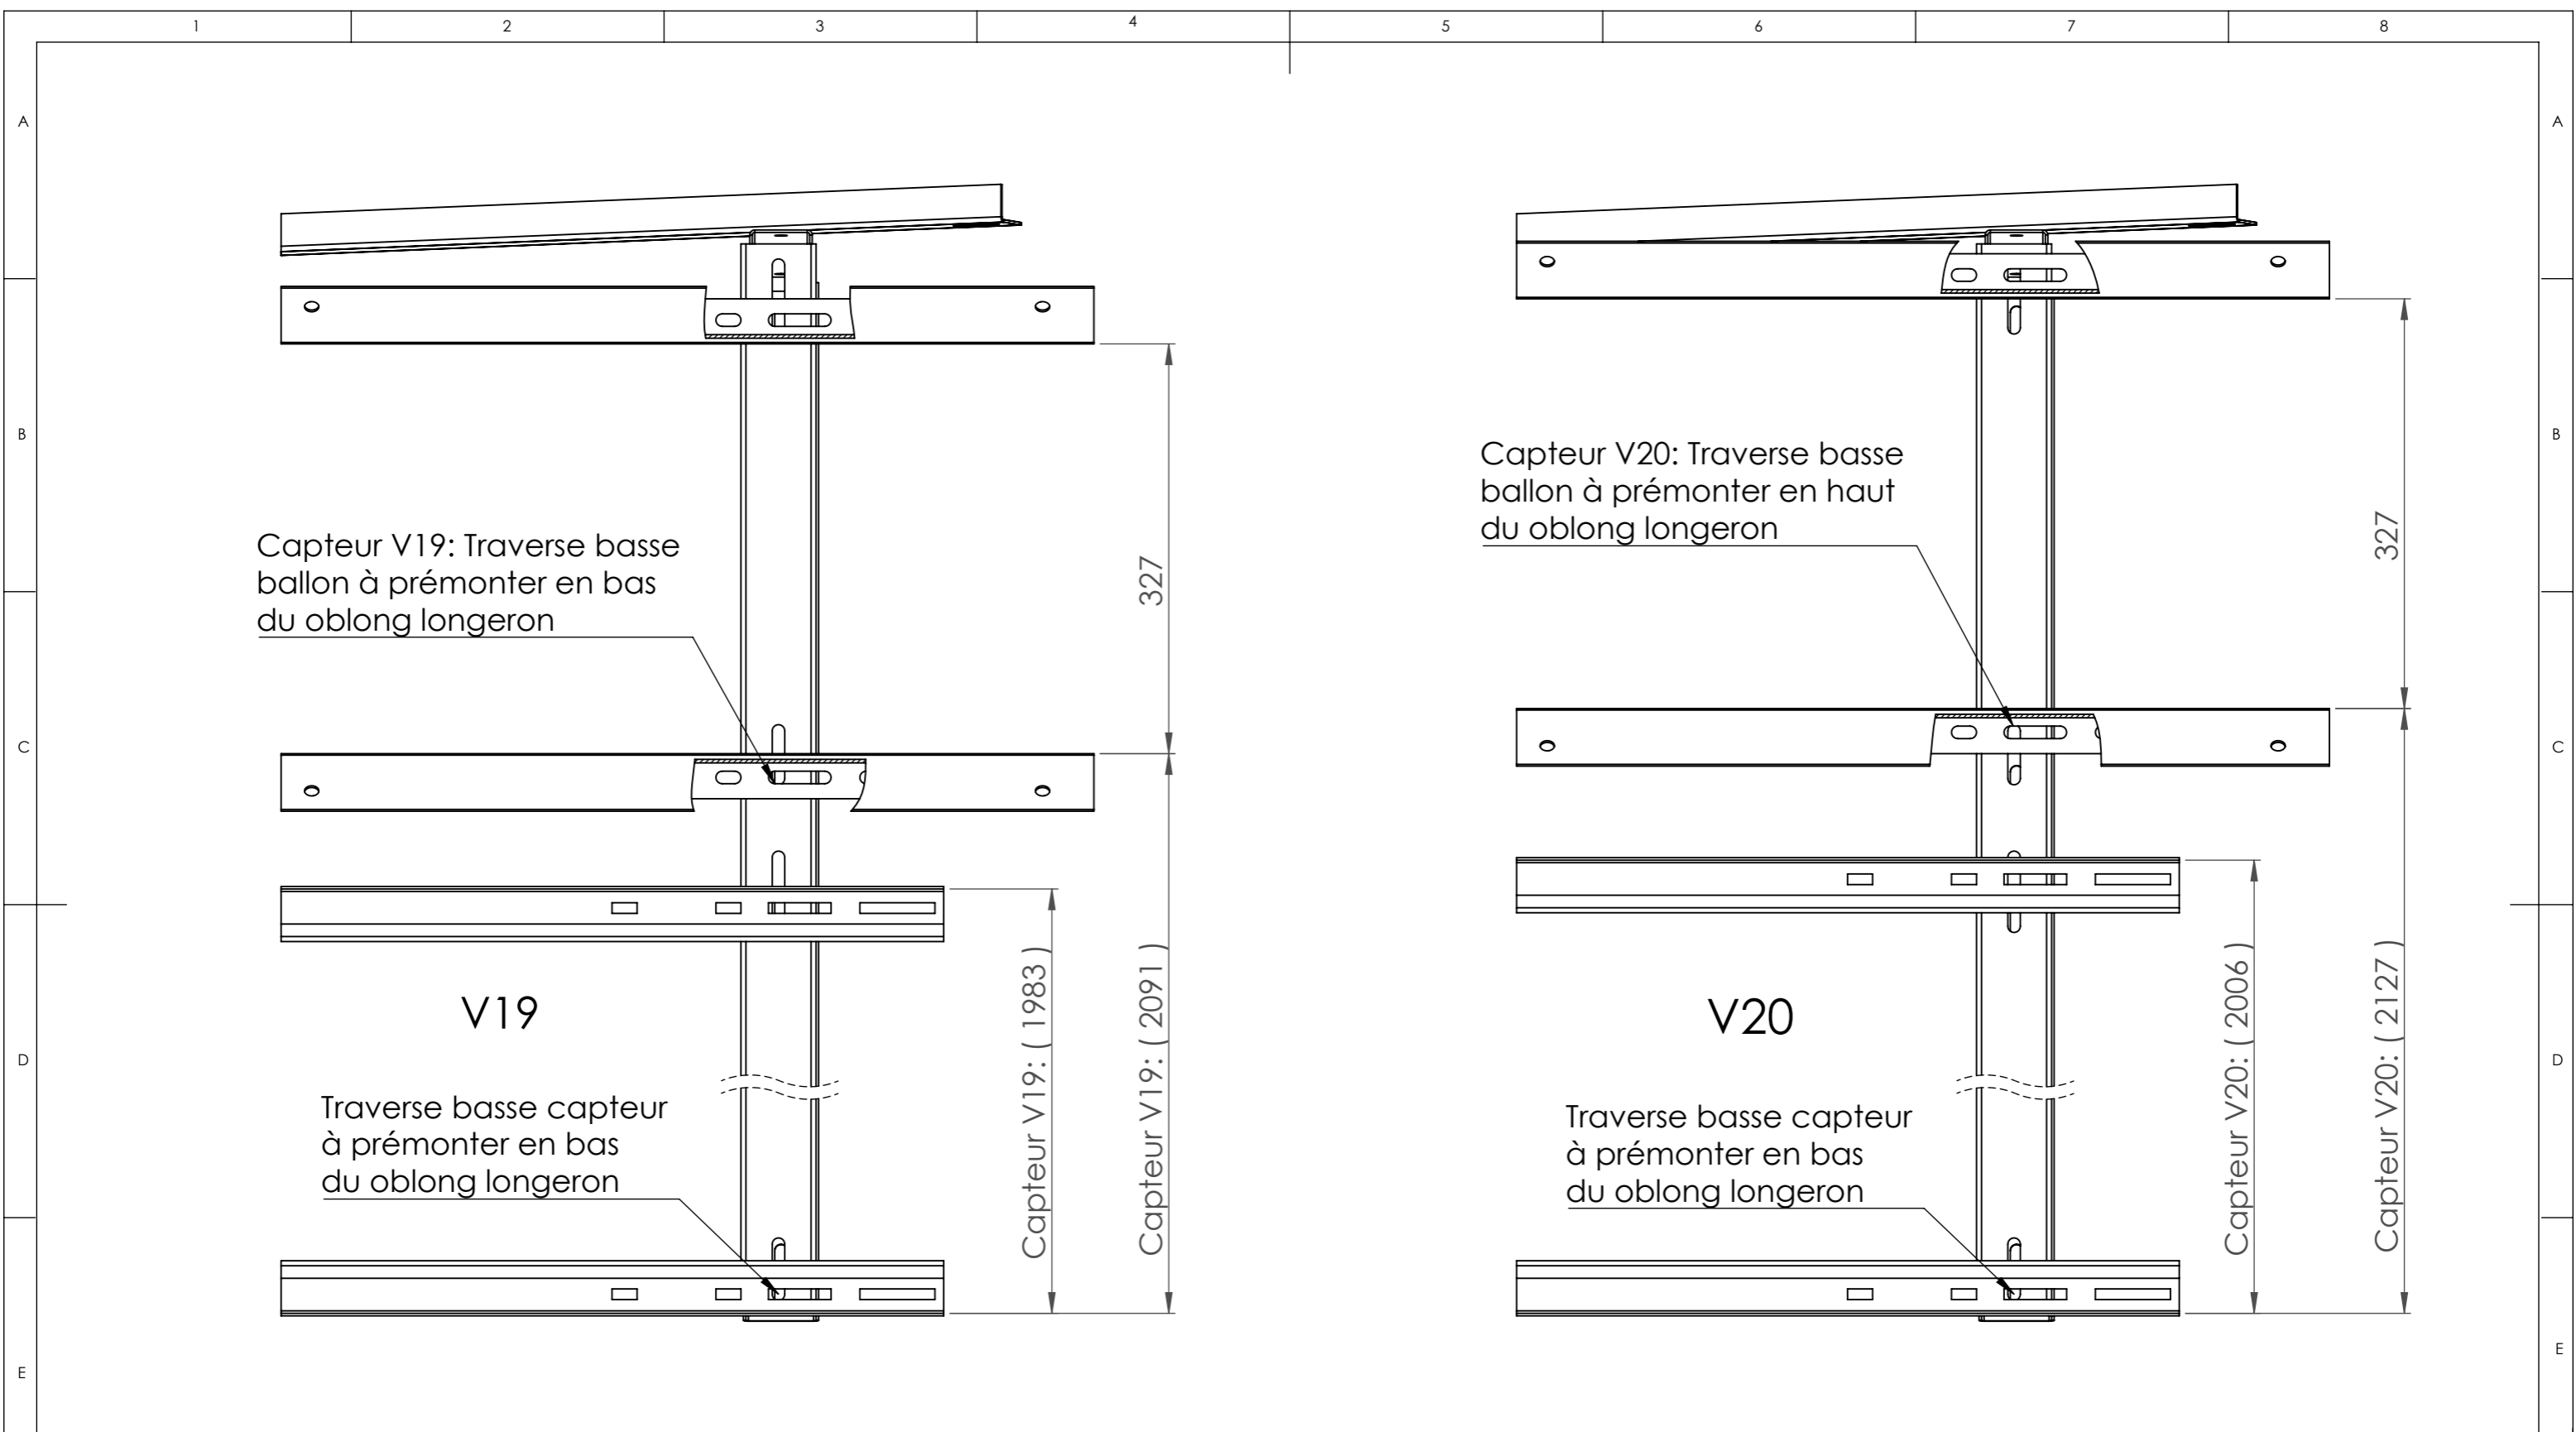 1 2 3 4 5 6 7 8
A A
B B
C C
D D
E E
Capteur V19: Traverse basse
ballon à prémonter en bas
du oblong longeron
327
V19
Traverse basse capteur
à prémonter en bas
du oblong longeron
Capteur V19: ( 1983 )
Capteur V19: ( 2091 )
Capteur V20: Traverse basse
ballon à prémonter en haut
du oblong longeron
327
V20
Traverse basse capteur
à prémonter en bas
du oblong longeron
Capteur V20: ( 2006 )
Capteur V20: ( 2127 )